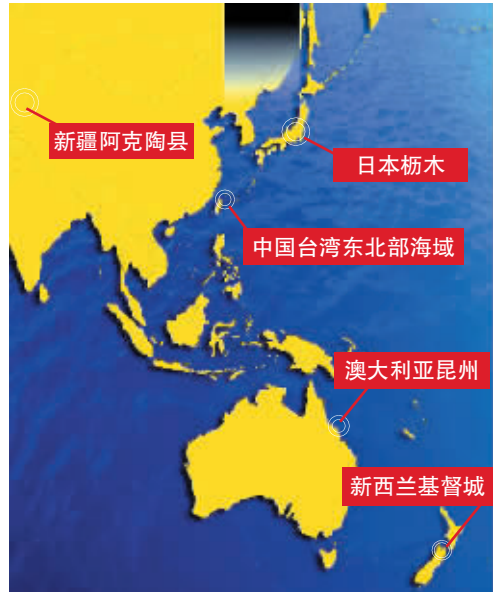 新疆阿克陶县
日本枥木
中国台湾东北部海域
澳大利亚昆州
新西兰基督城